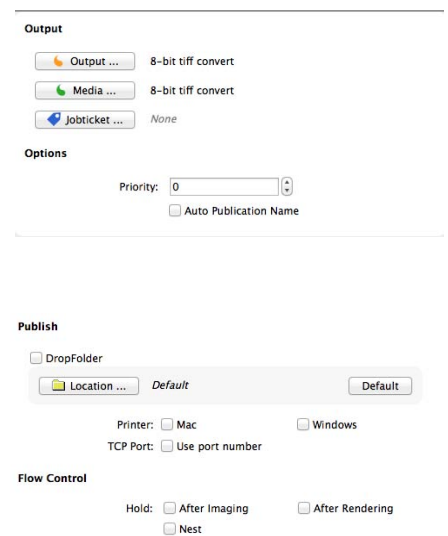 Output
Output ... 8-bit tiff convert
Media ... 8-bit tiff convert
Jobticket ... None
Options
Priority: 0
Auto Publication Name
Publish
DropFolder
Location ... Default Default
Printer: Mac Windows
TCP Port: Use port number
Flow Control
Hold: After Imaging After Rendering
Nest